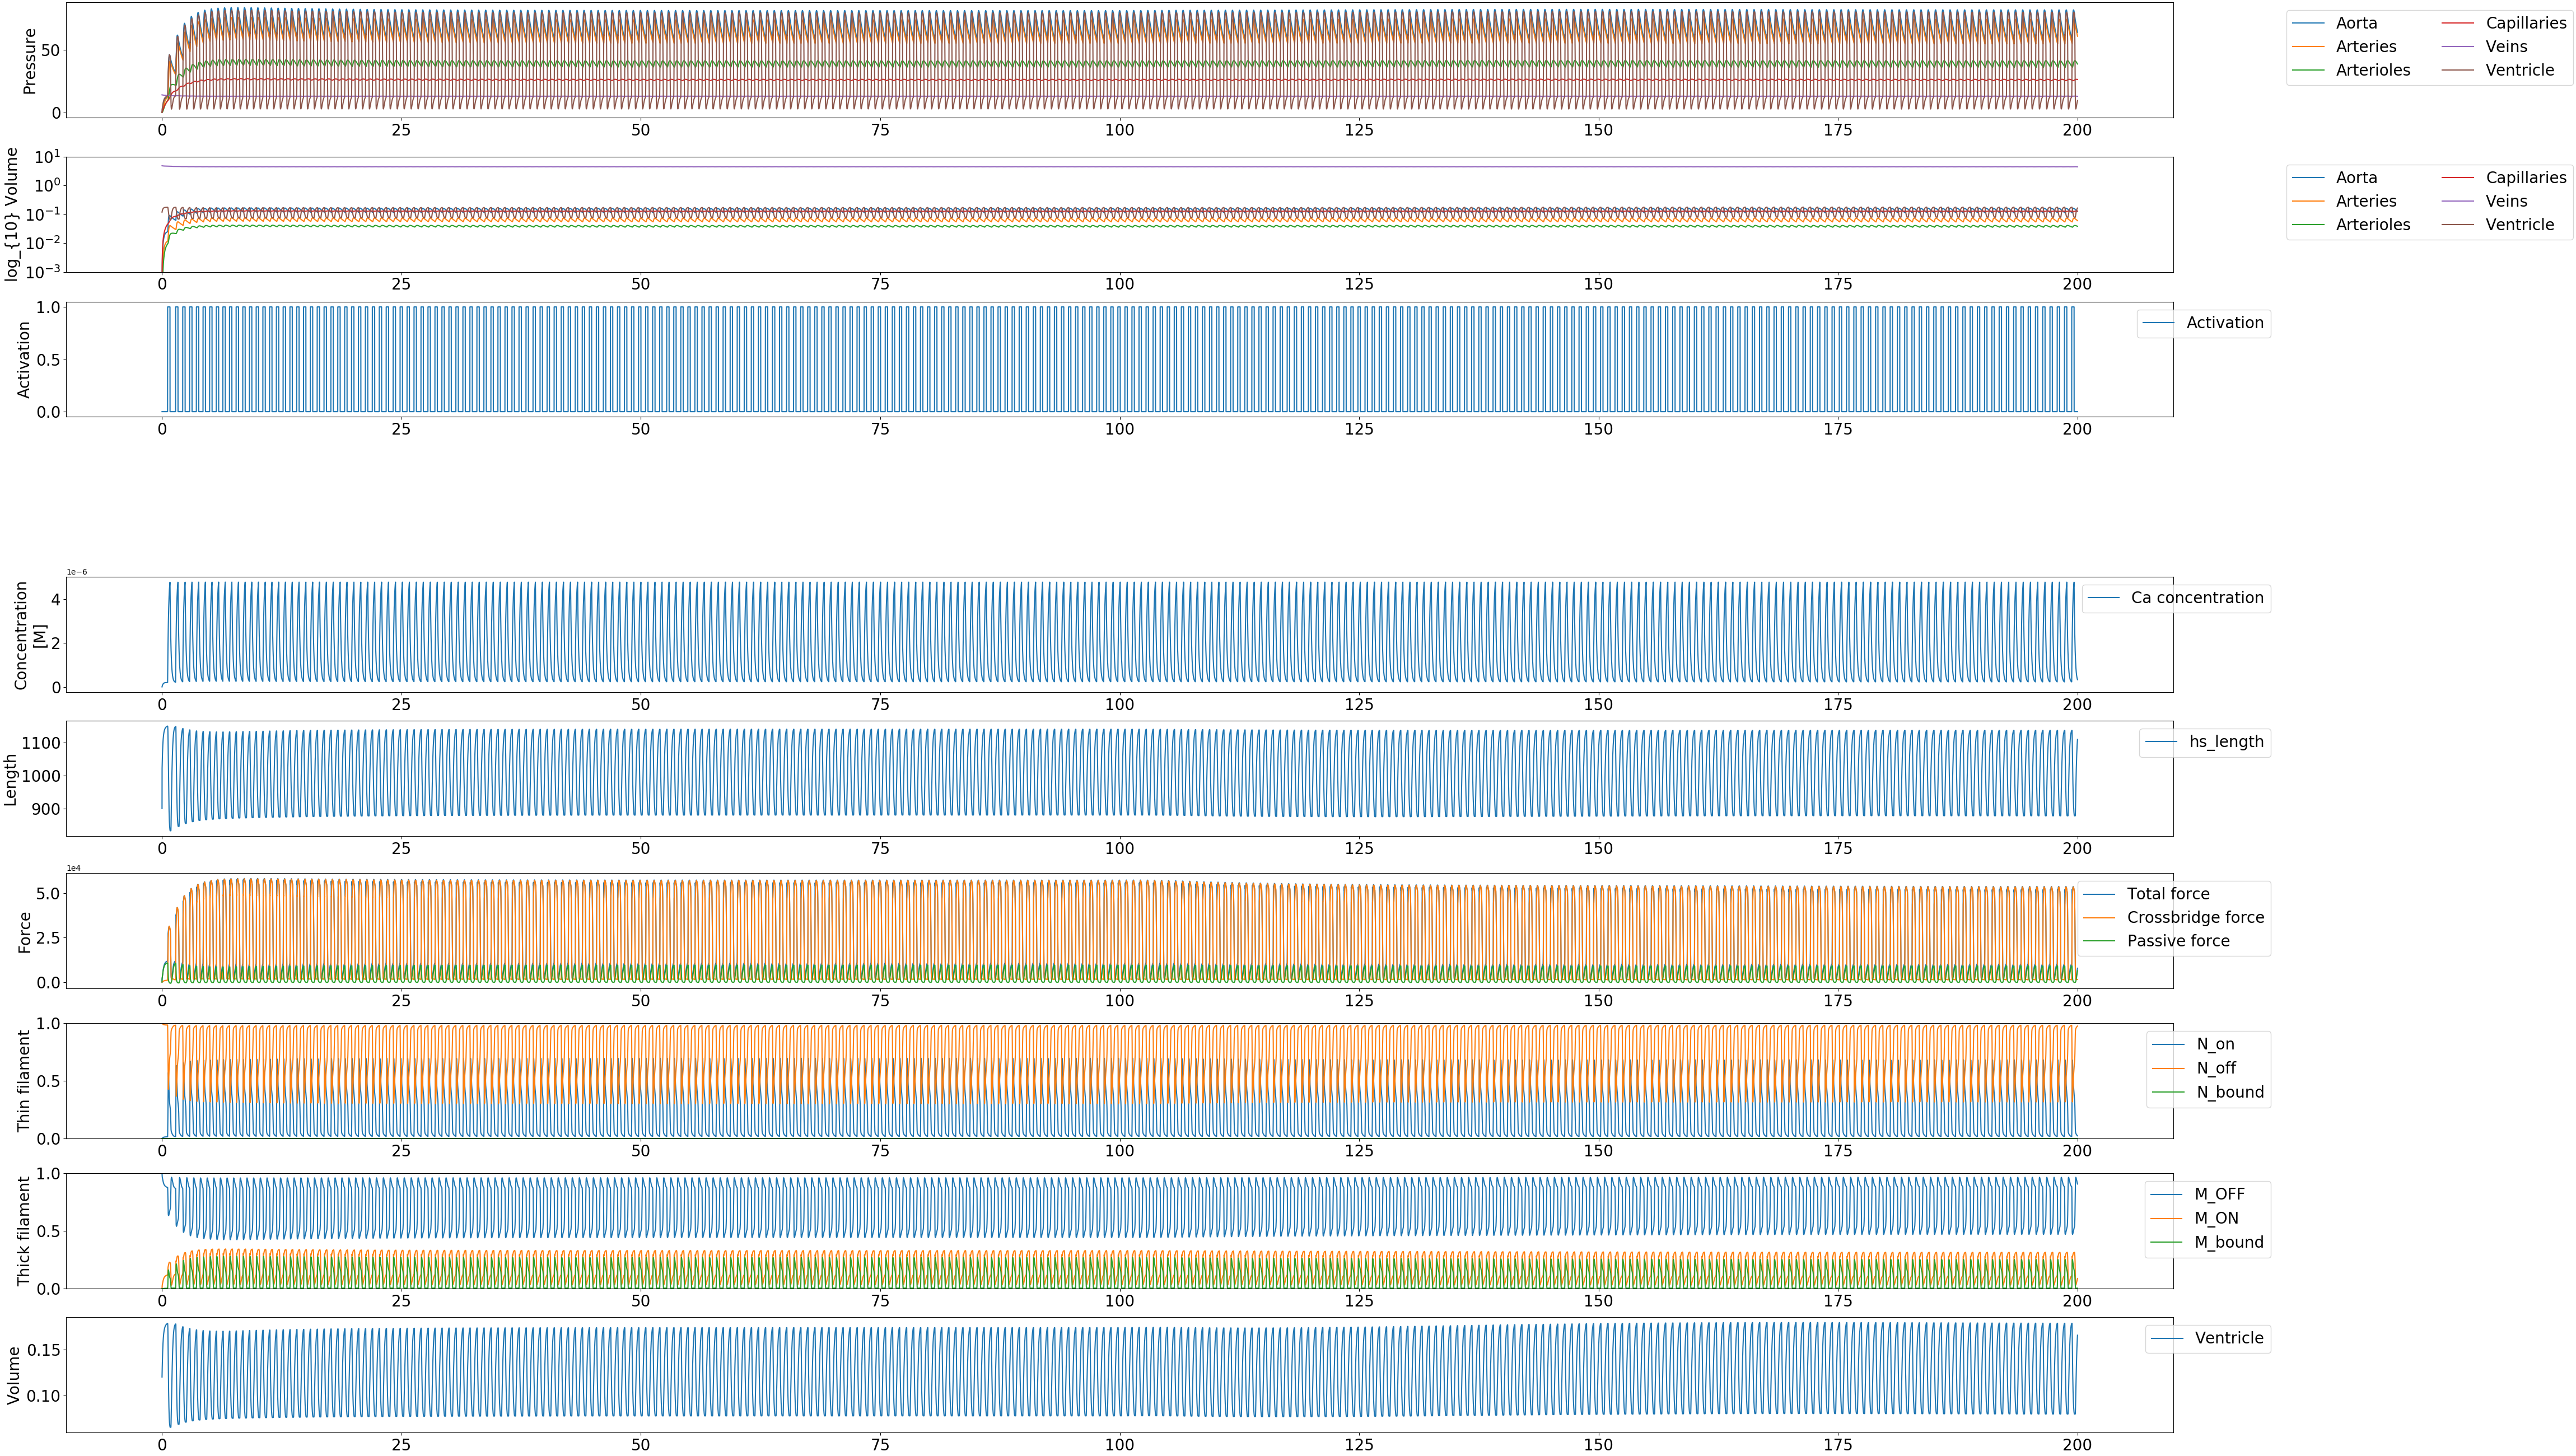 Pressure
50
0
0 25 50 75 100 125 150 175 200
Aorta Capillaries
Arteries Veins
Arterioles Ventricle
log_{10} Volume
10^1
10^0
10^-1
10^-2
10^-3
0 25 50 75 100 125 150 175 200
Aorta Capillaries
Arteries Veins
Arterioles Ventricle
Activation
1.0
0.5
0.0
0 25 50 75 100 125 150 175 200
Activation
Concentration
[M]
1e−6
4
2
0
0 25 50 75 100 125 150 175 200
Ca concentration
Length
1100
1000
900
0 25 50 75 100 125 150 175 200
hs_length
Force
1e4
5.0
2.5
0.0
0 25 50 75 100 125 150 175 200
Total force
Crossbridge force
Passive force
Thin filament
1.0
0.5
0.0
0 25 50 75 100 125 150 175 200
N_on
N_off
N_bound
Thick filament
1.0
0.5
0.0
0 25 50 75 100 125 150 175 200
M_OFF
M_ON
M_bound
Volume
0.15
0.10
0 25 50 75 100 125 150 175 200
Ventricle